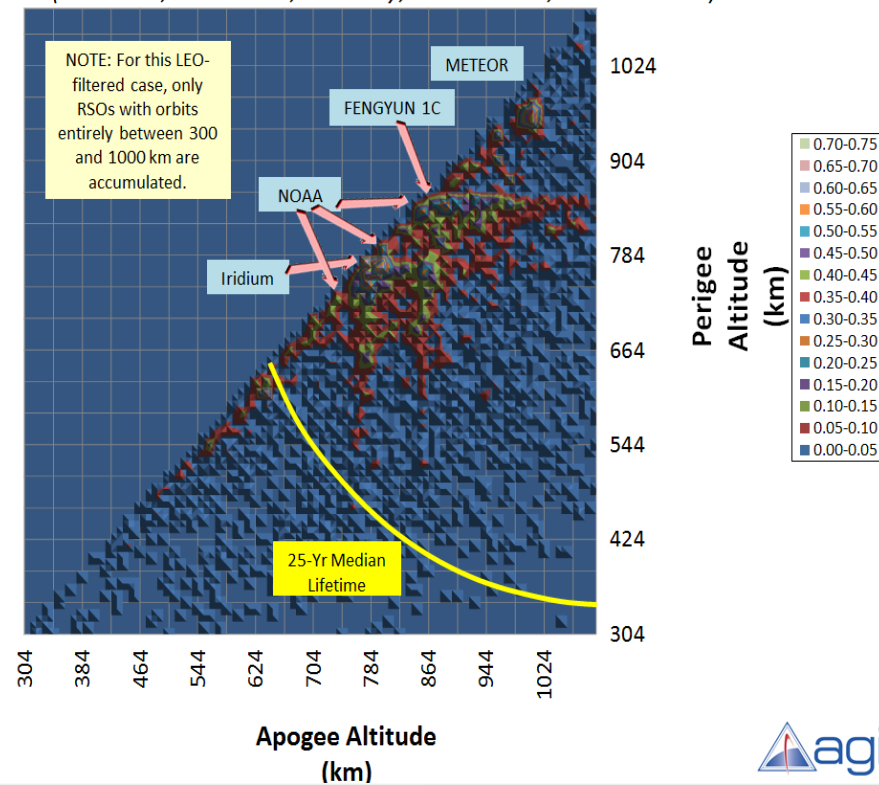 NOTE: For this LEO-
filtered case, only
RSOs with orbits
entirely between 300
and 1000 km are
accumulated.
METEOR
FENGYUN 1C
NOAA
Iridium
25-Yr Median
Lifetime
1024
904
784
664
544
424
304
Perigee
Altitude
(km)
0.70-0.75
0.65-0.70
0.60-0.65
0.55-0.60
0.50-0.55
0.45-0.50
0.40-0.45
0.35-0.40
0.30-0.35
0.25-0.30
0.20-0.25
0.15-0.20
0.10-0.15
0.05-0.10
0.00-0.05
304 384 464 544 624 704 784 864 944 1024
Apogee Altitude
(km)
agi